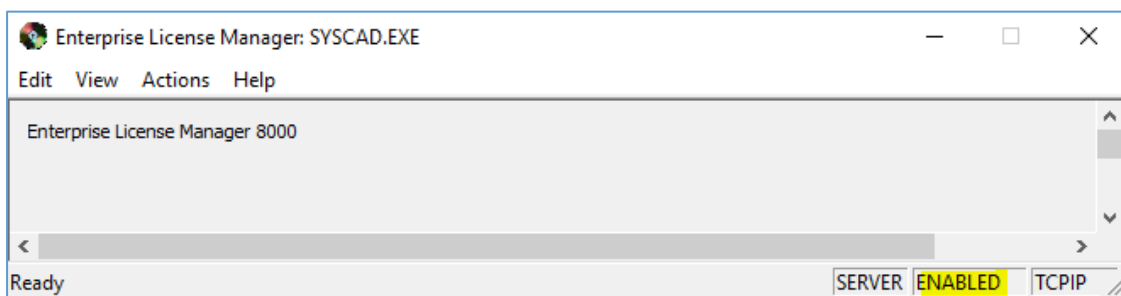 Enterprise License Manager: SYSCAD.EXE
Edit View Actions Help
Enterprise License Manager 8000
Ready SERVER ENABLED TCPIP